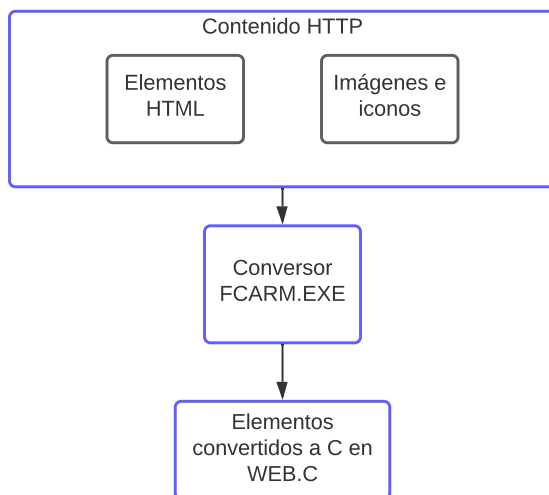 Contenido HTTP
Elementos
HTML
Imágenes e
iconos
Conversor
FCARM.EXE
Elementos
convertidos a C en
WEB.C